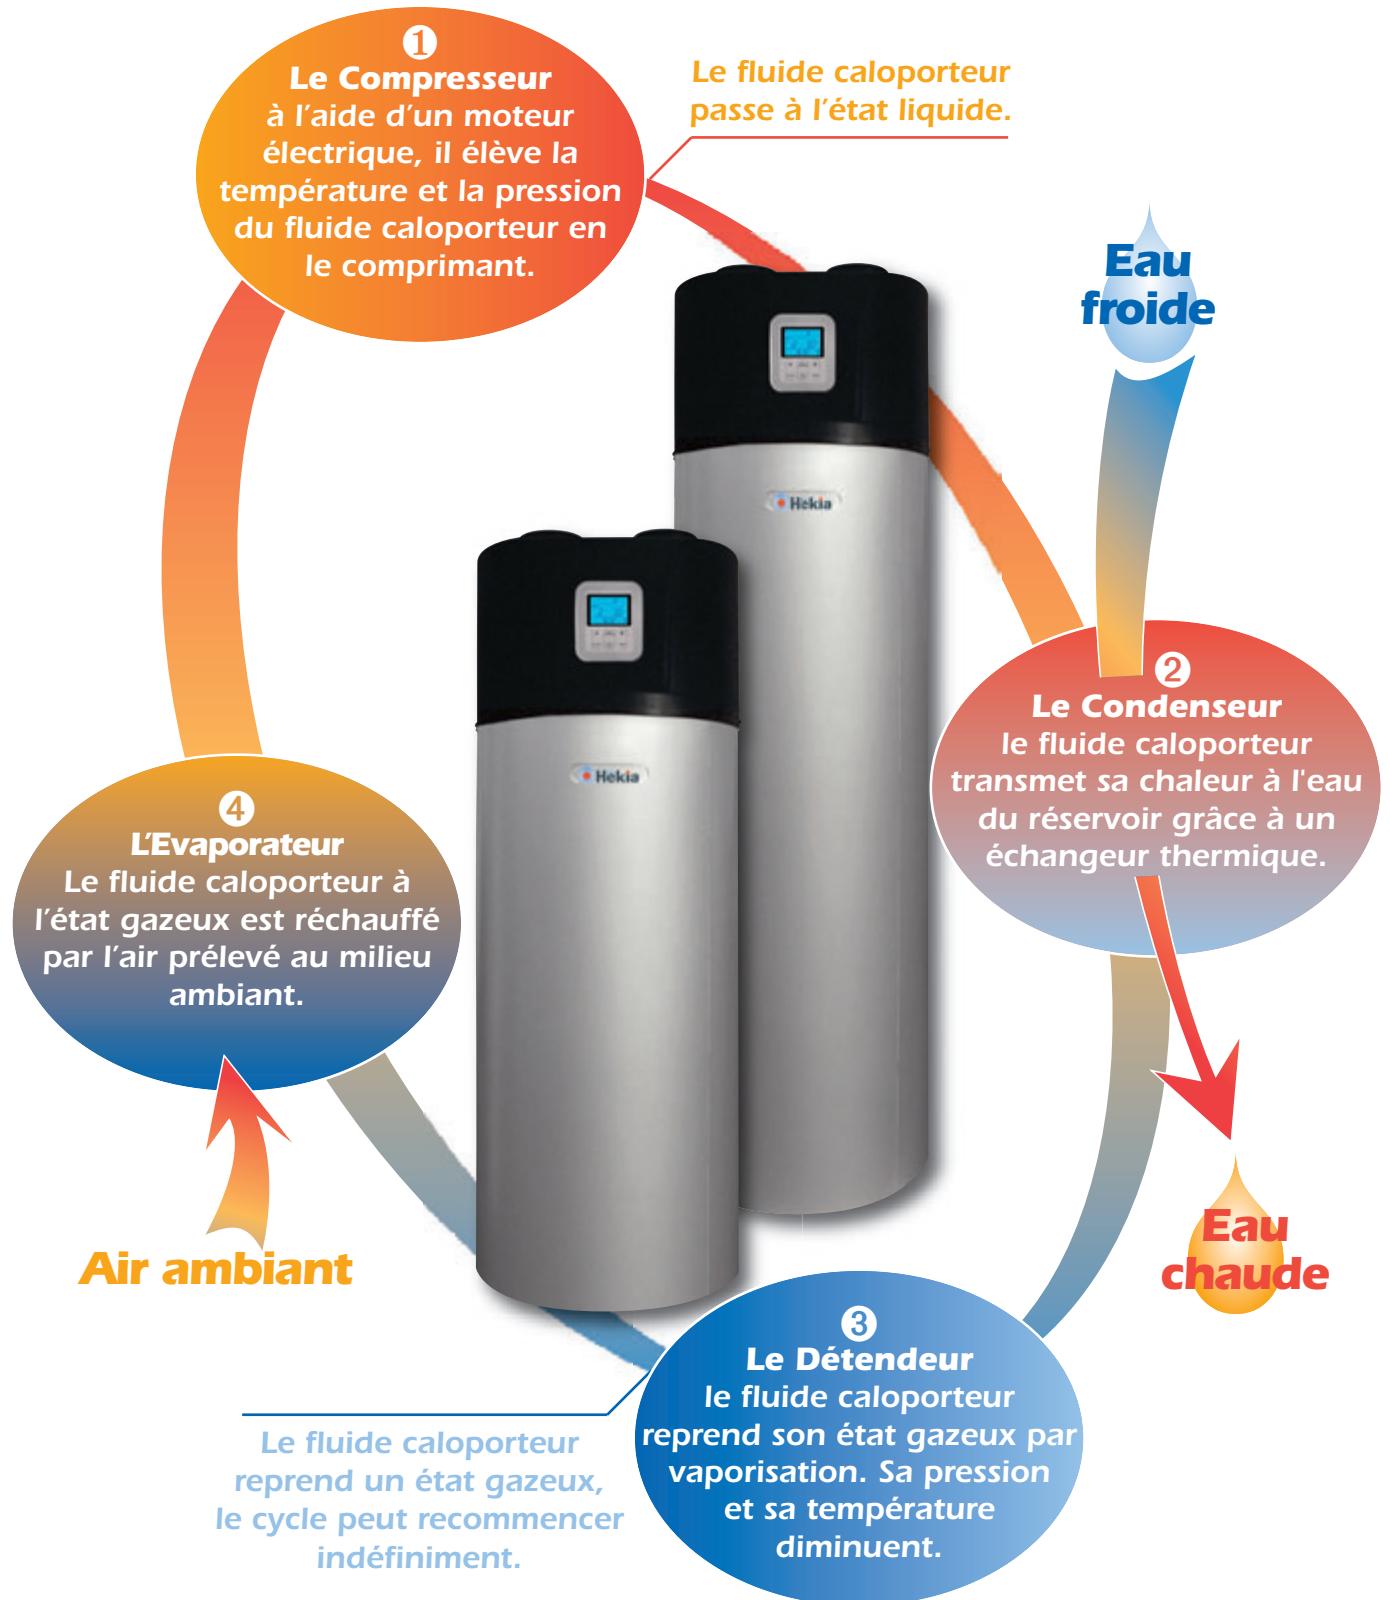 1
Le Compresseur
à l'aide d'un moteur
électrique, il élève la
température et la pression
du fluide caloporteur en
le comprimant.
Le fluide caloporteur
passe à l'état liquide.
Eau
froide
Hekia
Hekia
2
Le Condenseur
le fluide caloporteur
transmet sa chaleur à l'eau
du réservoir grâce à un
échangeur thermique.
Eau
chaude
3
Le Détendeur
le fluide caloporteur
reprend son état gazeux par
vaporisation. Sa pression
et sa température
diminuent.
Le fluide caloporteur
reprend un état gazeux,
le cycle peut recommencer
indéfiniment.
4
L'Evaporateur
Le fluide caloporteur à
l'état gazeux est réchauffé
par l'air prélevé au milieu
ambiant.
Air ambiant